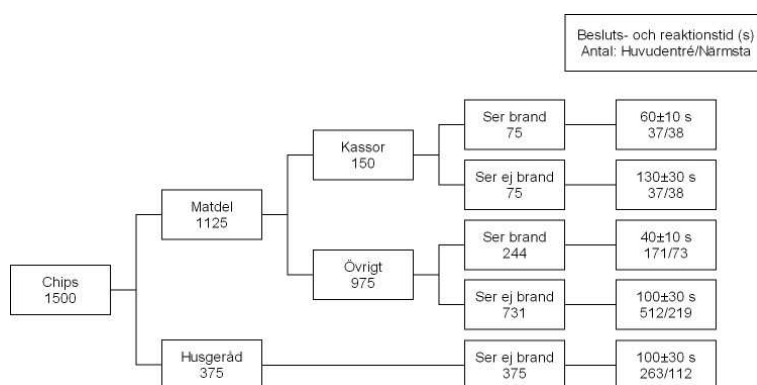 Besluts- och reaktionstid (s)
Antal: Huvudentré/Närmsta
Ser brand
75
60±10 s
37/38
Kassor
150
Ser ej brand
75
130±30 s
37/38
Matdel
1125
Ser brand
244
40±10 s
171/73
Övrigt
975
Chips
1500
Ser ej brand
731
100±30 s
512/219
Husgeråd
375
Ser ej brand
375
100±30 s
263/112